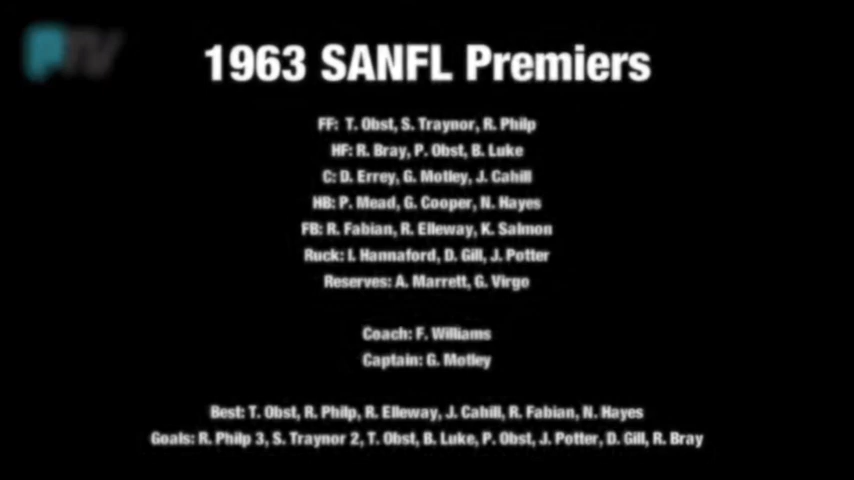 PTV
1963 SANFL Premiers
FF: T. Obst, S. Traynor, R. Philp
HF: R. Bray, P. Obst, B. Luke
C: D. Errey, G. Motley, J. Cahill
HB: P. Mead, G. Cooper, N. Hayes
FB: R. Fabian, R. Elleway, K. Salmon
Ruck: I. Hannaford, D. Gill, J. Potter
Reserves: A. Marrett, G. Virgo
Coach: F. Williams
Captain: G. Motley
Best: T. Obst, R. Philp, R. Elleway, J. Cahill, R. Fabian, N. Hayes
Goals: R. Philp 3, S. Traynor 2, T. Obst, B. Luke, P. Obst, J. Potter, D. Gill, R. Bray